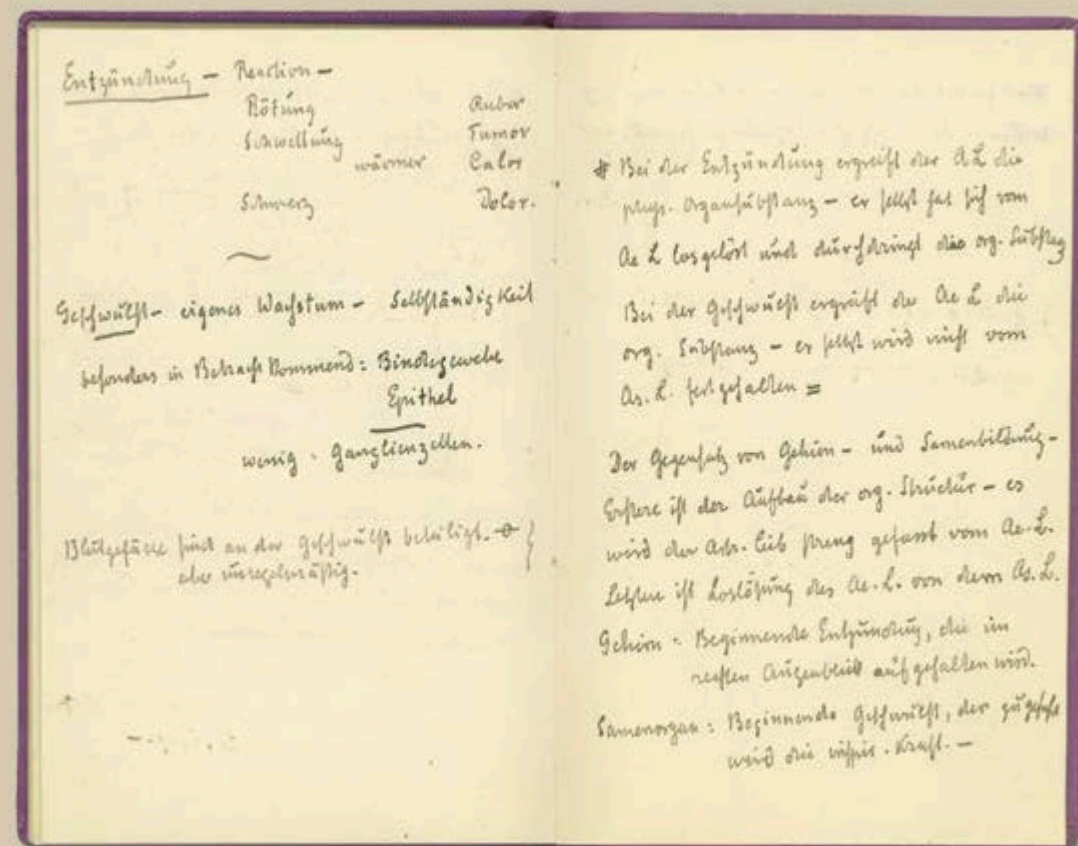 Entzündung – Reaction –
Rötung Rubor
Schwellung Tumor
wärmer Calor
Schmerz Dolor.
Geschwulst – eigenes Wachstum – Selbständigkeit
besonders in Betracht kommend: Bindegewebe
Epithel
wenig · Ganglienzellen.
Blutgefässe sind an der Geschwulst beteiligt.
aber unregelmäßig.
# Bei der Entzündung ergreift der A L die
phys. Organsubstanz – er selbst hat sich vom
Ae L losgelöst und durchdringt die org. Substanz
Bei der Geschwulst ergreift der Ae L die
org. Substanz – er selbst wird nicht vom
As. L. festgehalten =
Der Gegensatz von Gehirn – und Samenbildung –
Erstere ist der Aufbau der org. Structur – es
wird der Astr. leib streng gefasst vom Ae. L.
Letztere ist Loslösung des Ae. L. von dem As. L.
Gehirn = Beginnende Entzündung, die im
rechten Augenblick aufgehalten wird.
Samenorgan: Beginnende Geschwulst, der
wird die Kraft. –